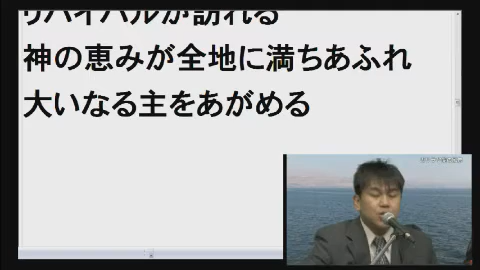 リバイバルが訪れる
神の恵みが全地に満ちあふれ
大いなる主をあがめる